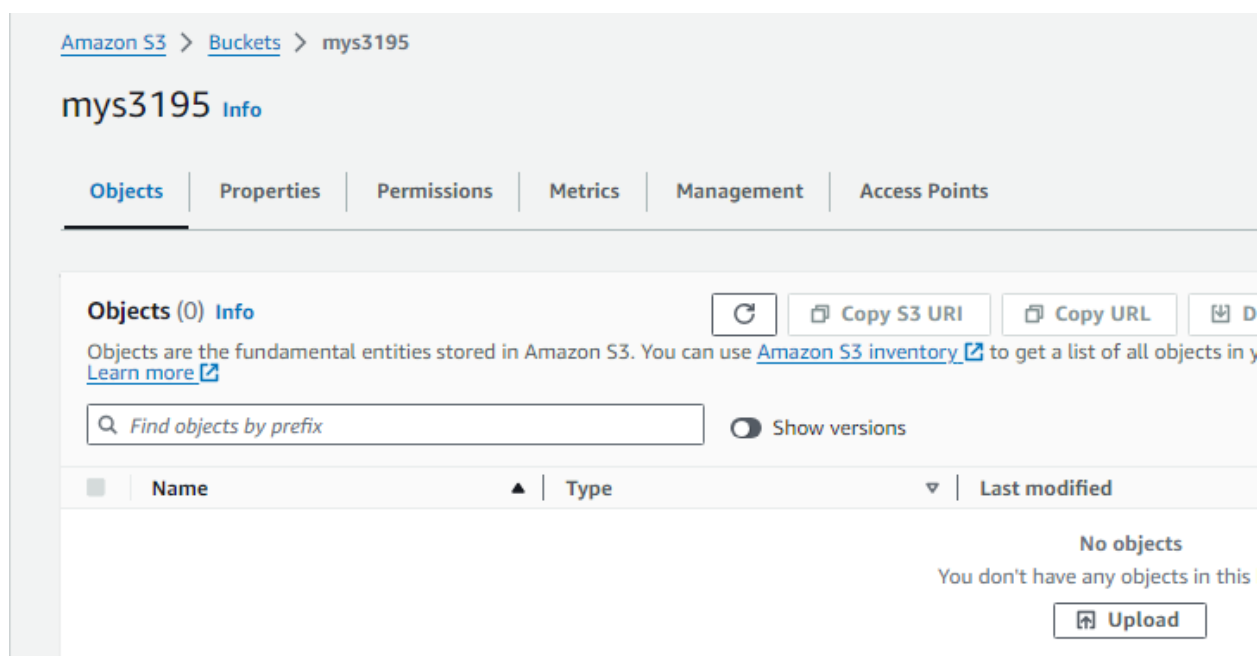 Amazon S3 > Buckets > mys3195
mys3195 Info
Objects Properties Permissions Metrics Management Access Points
Objects (0) Info Copy S3 URI Copy URL D
Objects are the fundamental entities stored in Amazon S3. You can use Amazon S3 inventory to get a list of all objects in y
Learn more
Find objects by prefix Show versions
Name Type Last modified
No objects
You don't have any objects in this
Upload